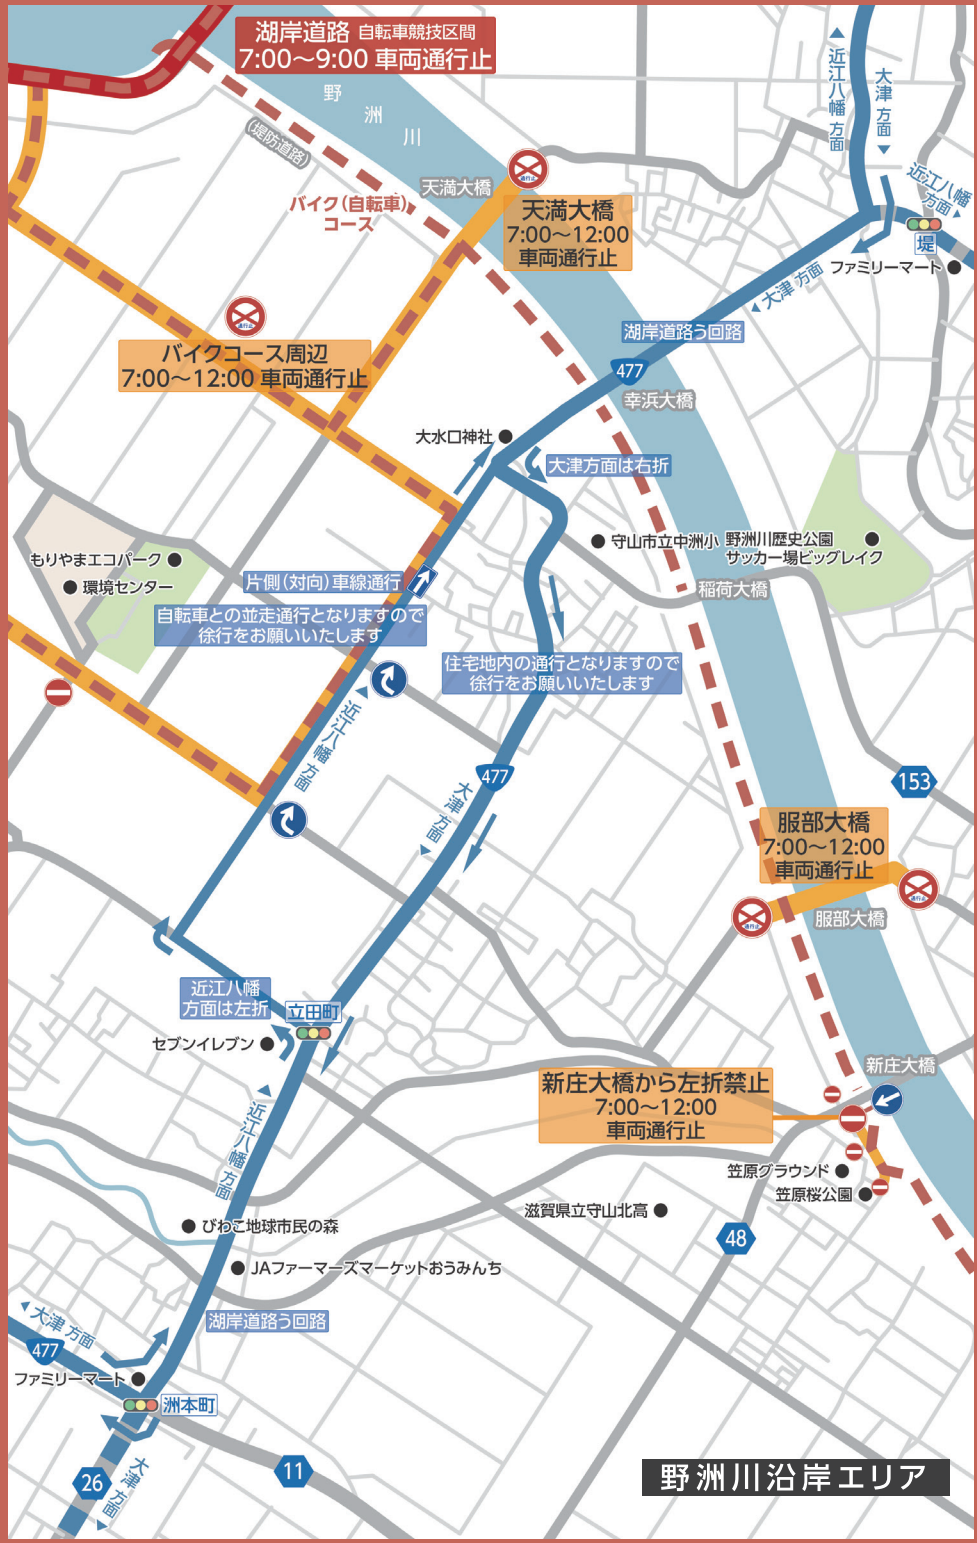 湖岸道路 自転車競技区間
7:00〜9:00 車両通行止
野洲川
(堤防道路)
近江八幡 方面
大津 方面
近江八幡
方面
堤
ファミリーマート
天満大橋
通行止
天満大橋
7:00〜12:00
車両通行止
バイク(自転車)
コース
大津 方面
湖岸道路う回路
477
幸浜大橋
通行止
バイクコース周辺
7:00〜12:00 車両通行止
大水口神社
大津方面は右折
守山市立中洲小
野洲川歴史公園
サッカー場ビッグレイク
もりやまエコパーク
環境センター
片側(対向)車線通行
自転車との並走通行となりますので
徐行をお願いいたします
稲荷大橋
住宅地内の通行となりますので
徐行をお願いいたします
近江八幡 方面
477
大津 方面
153
服部大橋
7:00〜12:00
車両通行止
通行止
通行止
服部大橋
近江八幡
方面は左折
立田町
セブンイレブン
新庄大橋
新庄大橋から左折禁止
7:00〜12:00
車両通行止
近江八幡 方面
笠原グラウンド
笠原桜公園
滋賀県立守山北高
48
びわこ地球市民の森
JAファーマーズマーケットおうみんち
湖岸道路う回路
大津 方面
477
ファミリーマート
洲本町
26
大津 方面
11
野洲川沿岸エリア